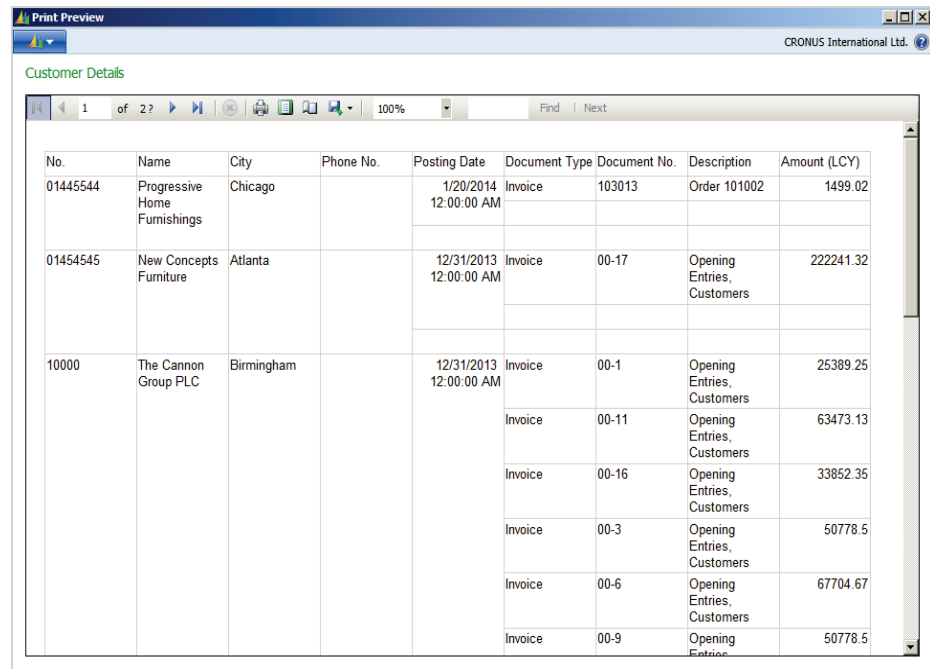 Print Preview
CRONUS International Ltd.
Customer Details
1 of 2 ? 100% Find | Next
No. Name City Phone No. Posting Date Document Type Document No. Description Amount (LCY)
01445544 Progressive Chicago 1/20/2014 Invoice 103013 Order 101002 1499.02
Home 12:00:00 AM
Furnishings
01454545 New Concepts Atlanta 12/31/2013 Invoice 00-17 Opening 222241.32
Furniture 12:00:00 AM Entries,
Customers
10000 The Cannon Birmingham 12/31/2013 Invoice 00-1 Opening 25389.25
Group PLC 12:00:00 AM Entries,
Customers
Invoice 00-11 Opening 63473.13
Entries,
Customers
Invoice 00-16 Opening 33852.35
Entries,
Customers
Invoice 00-3 Opening 50778.5
Entries,
Customers
Invoice 00-6 Opening 67704.67
Entries,
Customers
Invoice 00-9 Opening 50778.5
Entries,